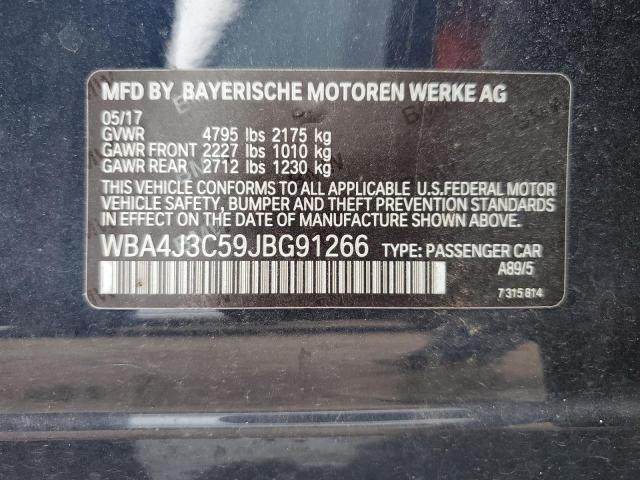 MFD BY BAYERISCHE MOTOREN WERKE AG
05/17
GVWR 4795 lbs 2175 kg
GAWR FRONT 2227 lbs 1010 kg
GAWR REAR 2712 lbs 1230 kg
THIS VEHICLE CONFORMS TO ALL APPLICABLE U.S.FEDERAL MOTOR
VEHICLE SAFETY, BUMPER AND THEFT PREVENTION STANDARDS
IN EFFECT ON THE DATE OF MANUFACTURE SHOWN ABOVE.
WBA4J3C59JBG91266 TYPE: PASSENGER CAR
A89/5
7 315 814